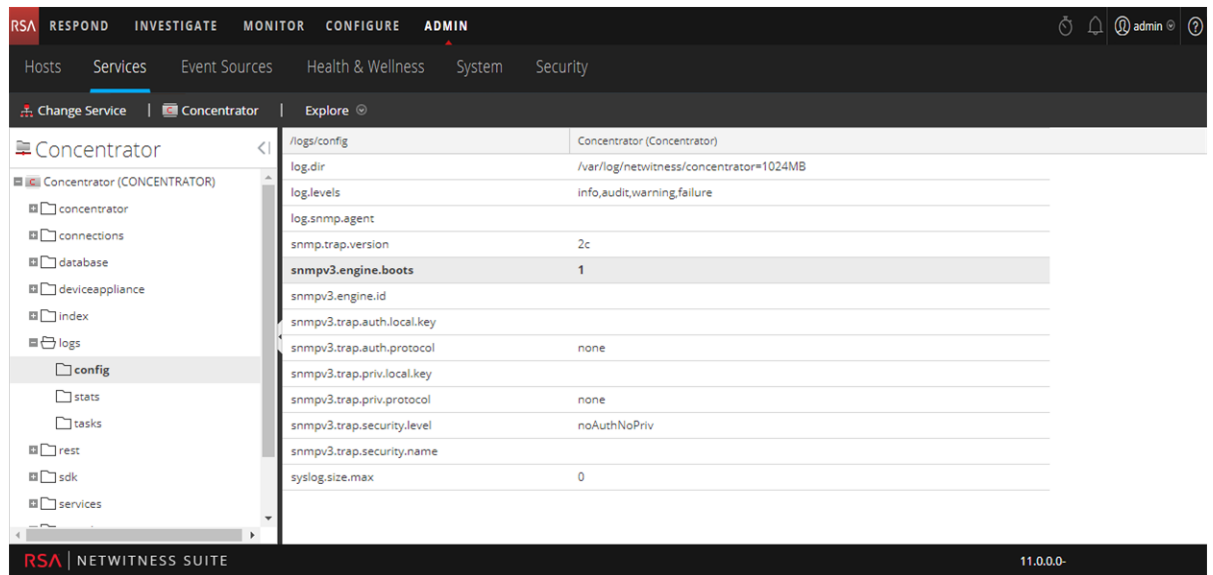 RSA RESPOND INVESTIGATE MONITOR CONFIGURE ADMIN admin ?
Hosts Services Event Sources Health & Wellness System Security
Change Service | C Concentrator | Explore
Concentrator
C Concentrator (CONCENTRATOR)
concentrator
connections
database
deviceappliance
index
logs
config
stats
tasks
rest
sdk
services
/logs/config Concentrator (Concentrator)
log.dir /var/log/netwitness/concentrator=1024MB
log.levels info,audit,warning,failure
log.snmp.agent
snmp.trap.version 2c
snmpv3.engine.boots 1
snmpv3.engine.id
snmpv3.trap.auth.local.key
snmpv3.trap.auth.protocol none
snmpv3.trap.priv.local.key
snmpv3.trap.priv.protocol none
snmpv3.trap.security.level noAuthNoPriv
snmpv3.trap.security.name
syslog.size.max 0
RSA | NETWITNESS SUITE 11.0.0.0-